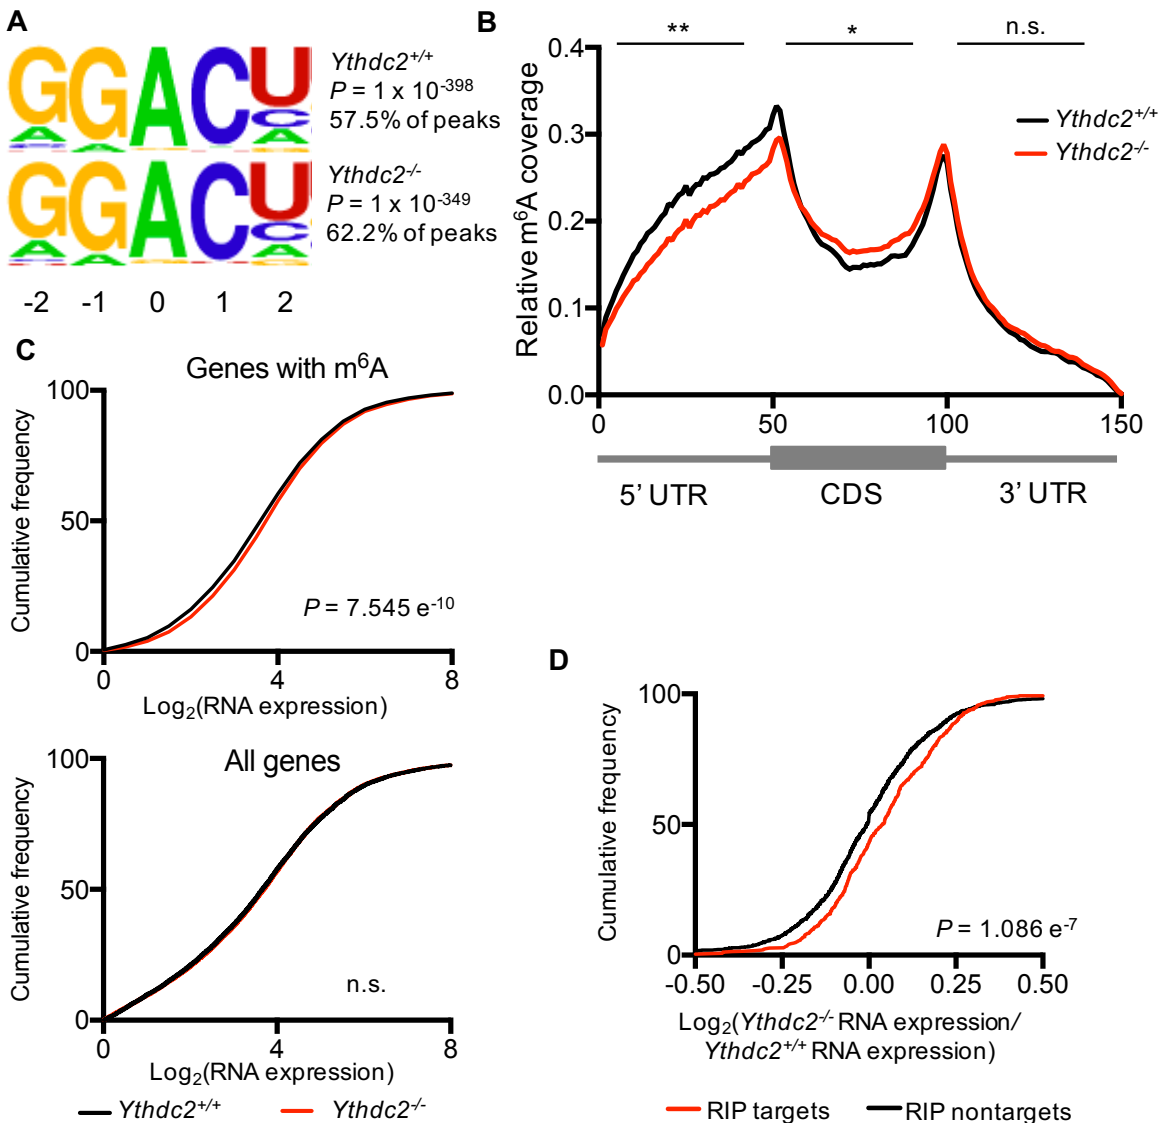 A
GGACU
Ythdc2+/+
P = 1 x 10-398
57.5% of peaks
GGACU
Ythdc2-/-
P = 1 x 10-349
62.2% of peaks
-2 -1 0 1 2
B
** * n.s.
Relative m6A coverage
0.4
0.3
0.2
0.1
0.0
Ythdc2+/+
Ythdc2-/-
0 50 100 150
5’ UTR CDS 3’ UTR
C
Genes with m6A
Cumulative frequency
100
50
0
P = 7.545 e-10
0 4 8
Log2(RNA expression)
All genes
Cumulative frequency
100
50
0
n.s.
0 4 8
Log2(RNA expression)
Ythdc2+/+ Ythdc2-/-
D
Cumulative frequency
100
50
0
P = 1.086 e-7
-0.50 -0.25 0.00 0.25 0.50
Log2(Ythdc2-/- RNA expression/
Ythdc2+/+ RNA expression)
RIP targets RIP nontargets